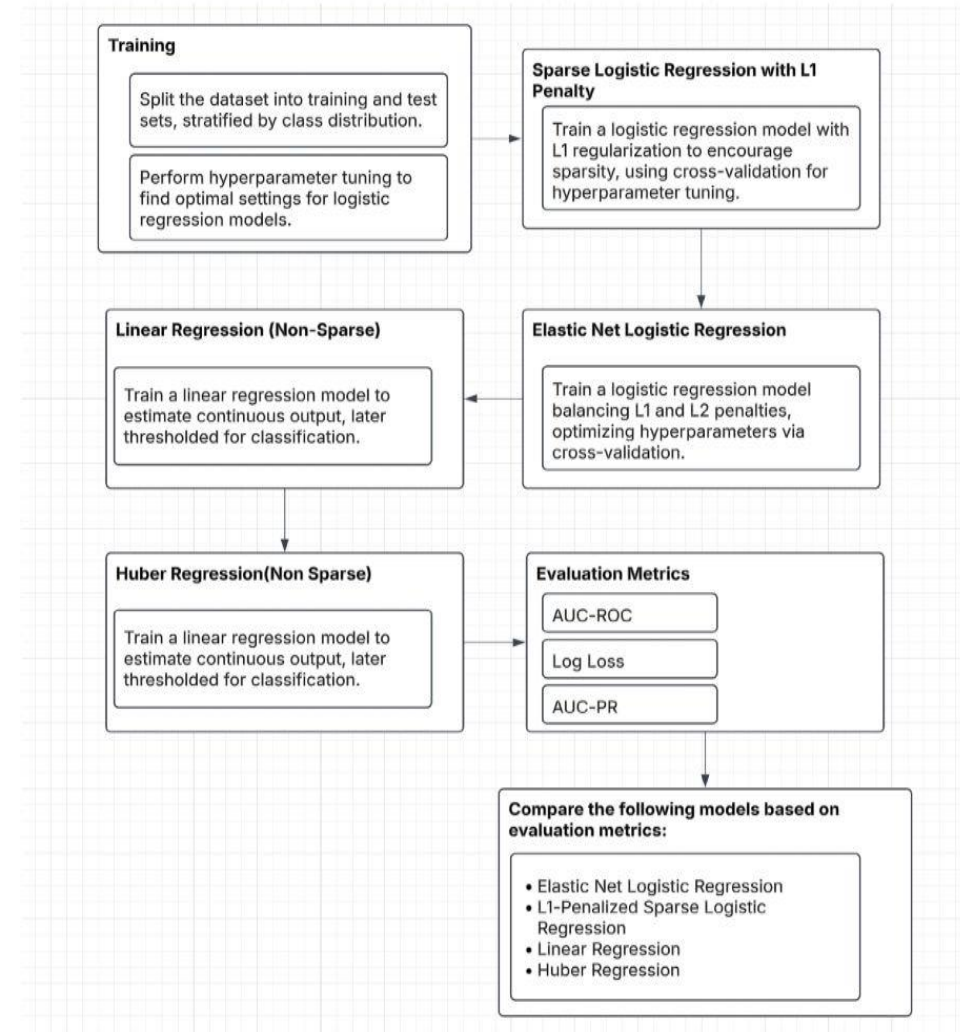 Training
Split the dataset into training and test
sets, stratified by class distribution.
Perform hyperparameter tuning to
find optimal settings for logistic
regression models.
Sparse Logistic Regression with L1
Penalty
Train a logistic regression model with
L1 regularization to encourage
sparsity, using cross-validation for
hyperparameter tuning.
Elastic Net Logistic Regression
Train a logistic regression model
balancing L1 and L2 penalties,
optimizing hyperparameters via
cross-validation.
Linear Regression (Non-Sparse)
Train a linear regression model to
estimate continuous output, later
thresholded for classification.
Huber Regression(Non Sparse)
Train a linear regression model to
estimate continuous output, later
thresholded for classification.
Evaluation Metrics
AUC-ROC
Log Loss
AUC-PR
Compare the following models based on
evaluation metrics:
• Elastic Net Logistic Regression
• L1-Penalized Sparse Logistic
Regression
• Linear Regression
• Huber Regression